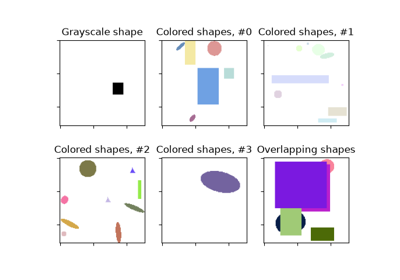 Grayscale shape
Colored shapes, #0
Colored shapes, #1
Colored shapes, #2
Colored shapes, #3
Overlapping shapes